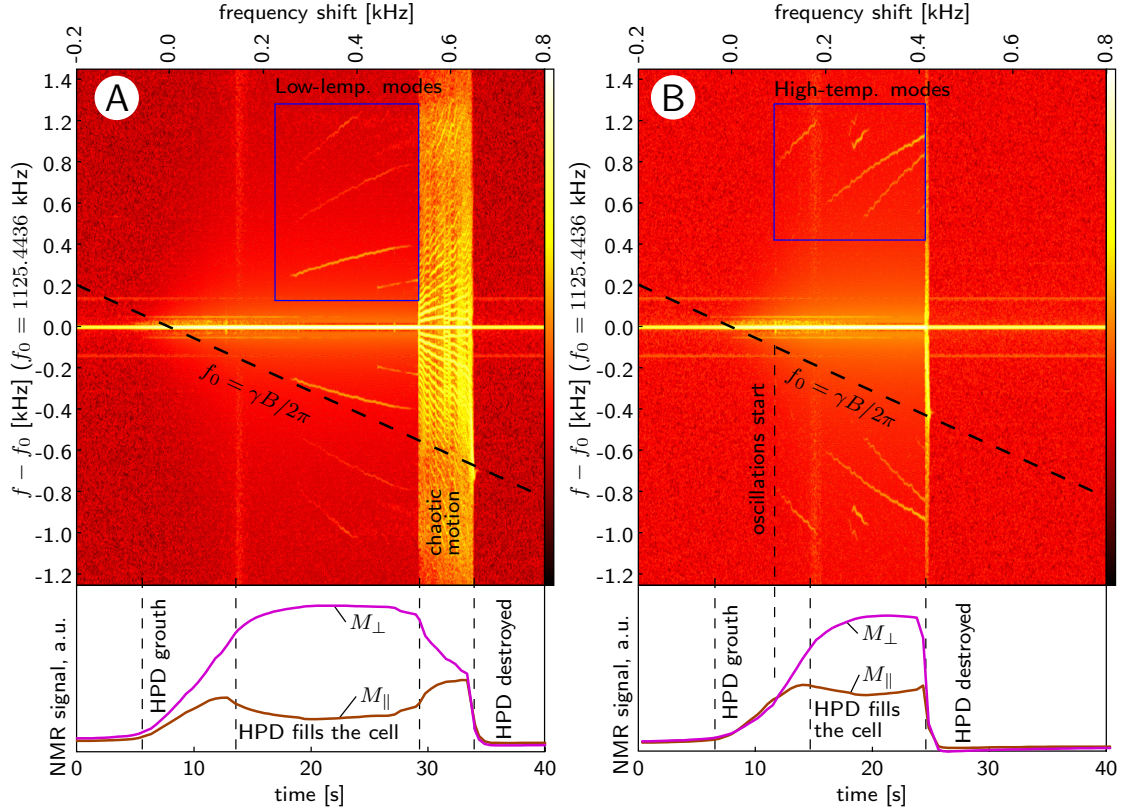 frequency shift [kHz]
-0.2 0.0 0.2 0.4 0.6 0.8
A
Low-lemp. modes
f − f₀ [kHz] (f₀ = 1125.4436 kHz)
1.4
1.2
1.0
0.8
0.6
0.4
0.2
0.0
-0.2
-0.4
-0.6
-0.8
-1.0
-1.2
f₀ = γB/2π
chaotic
motion
NMR signal, a.u.
HPD grouth
M⊥
M∥
HPD fills the cell
HPD destroyed
0 10 20 30 40
time [s]
frequency shift [kHz]
-0.2 0.0 0.2 0.4 0.6 0.8
B
High-temp. modes
f − f₀ [kHz] (f₀ = 1125.4436 kHz)
1.4
1.2
1.0
0.8
0.6
0.4
0.2
0.0
-0.2
-0.4
-0.6
-0.8
-1.0
-1.2
f₀ = γB/2π
oscillations start
NMR signal, a.u.
HPD grouth
M⊥
M∥
HPD fills
the cell
HPD destroyed
0 10 20 30 40
time [s]